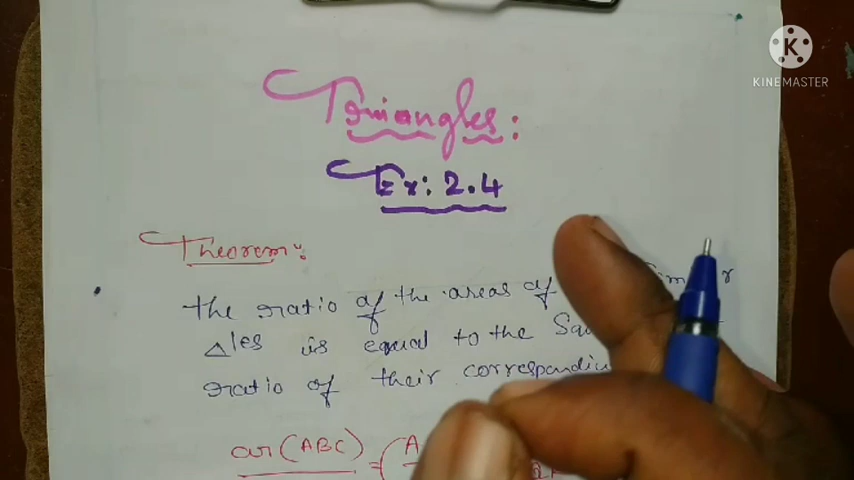 KINEMASTER
Triangles:
Ex: 2.4
Theorem:
the ratio of the areas of
△les is equal to the
ratio of their
ar(ABC) =